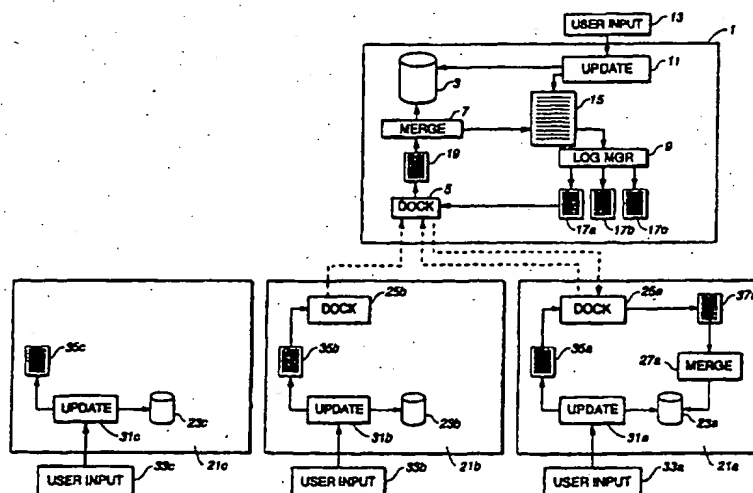 USER INPUT 13
1
UPDATE 11
3
15
7
MERGE
19
LOG MGR 9
5
DOCK
17a 17b 17c
DOCK 25b
DOCK 25a
37a
35c
35b
35a
27a MERGE
UPDATE 23c
UPDATE 23b
UPDATE 23a
31c
31b
31a
33c 21c
33b 21b
33a 21a
USER INPUT
USER INPUT
USER INPUT